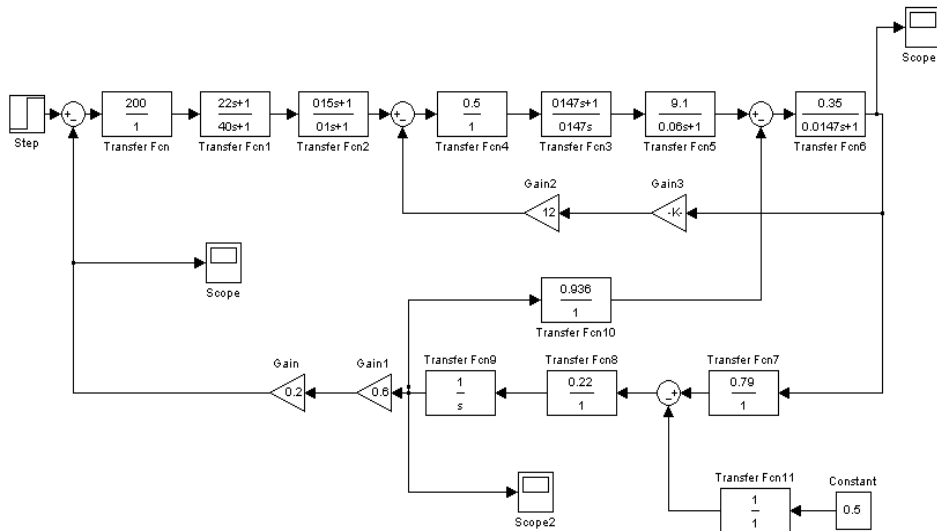 Scope
Step
200
1
Transfer Fcn
22s+1
40s+1
Transfer Fcn1
015s+1
01s+1
Transfer Fcn2
0.5
1
Transfer Fcn4
0147s+1
0147s
Transfer Fcn3
9.1
0.06s+1
Transfer Fcn5
0.35
0.0147s+1
Transfer Fcn6
Gain2
12
Gain3
-K-
Scope
0.936
1
Transfer Fcn10
Gain
0.2
Gain1
0.6
Transfer Fcn9
1
s
Transfer Fcn8
0.22
1
Transfer Fcn7
0.79
1
Scope2
Transfer Fcn11
1
1
Constant
0.5